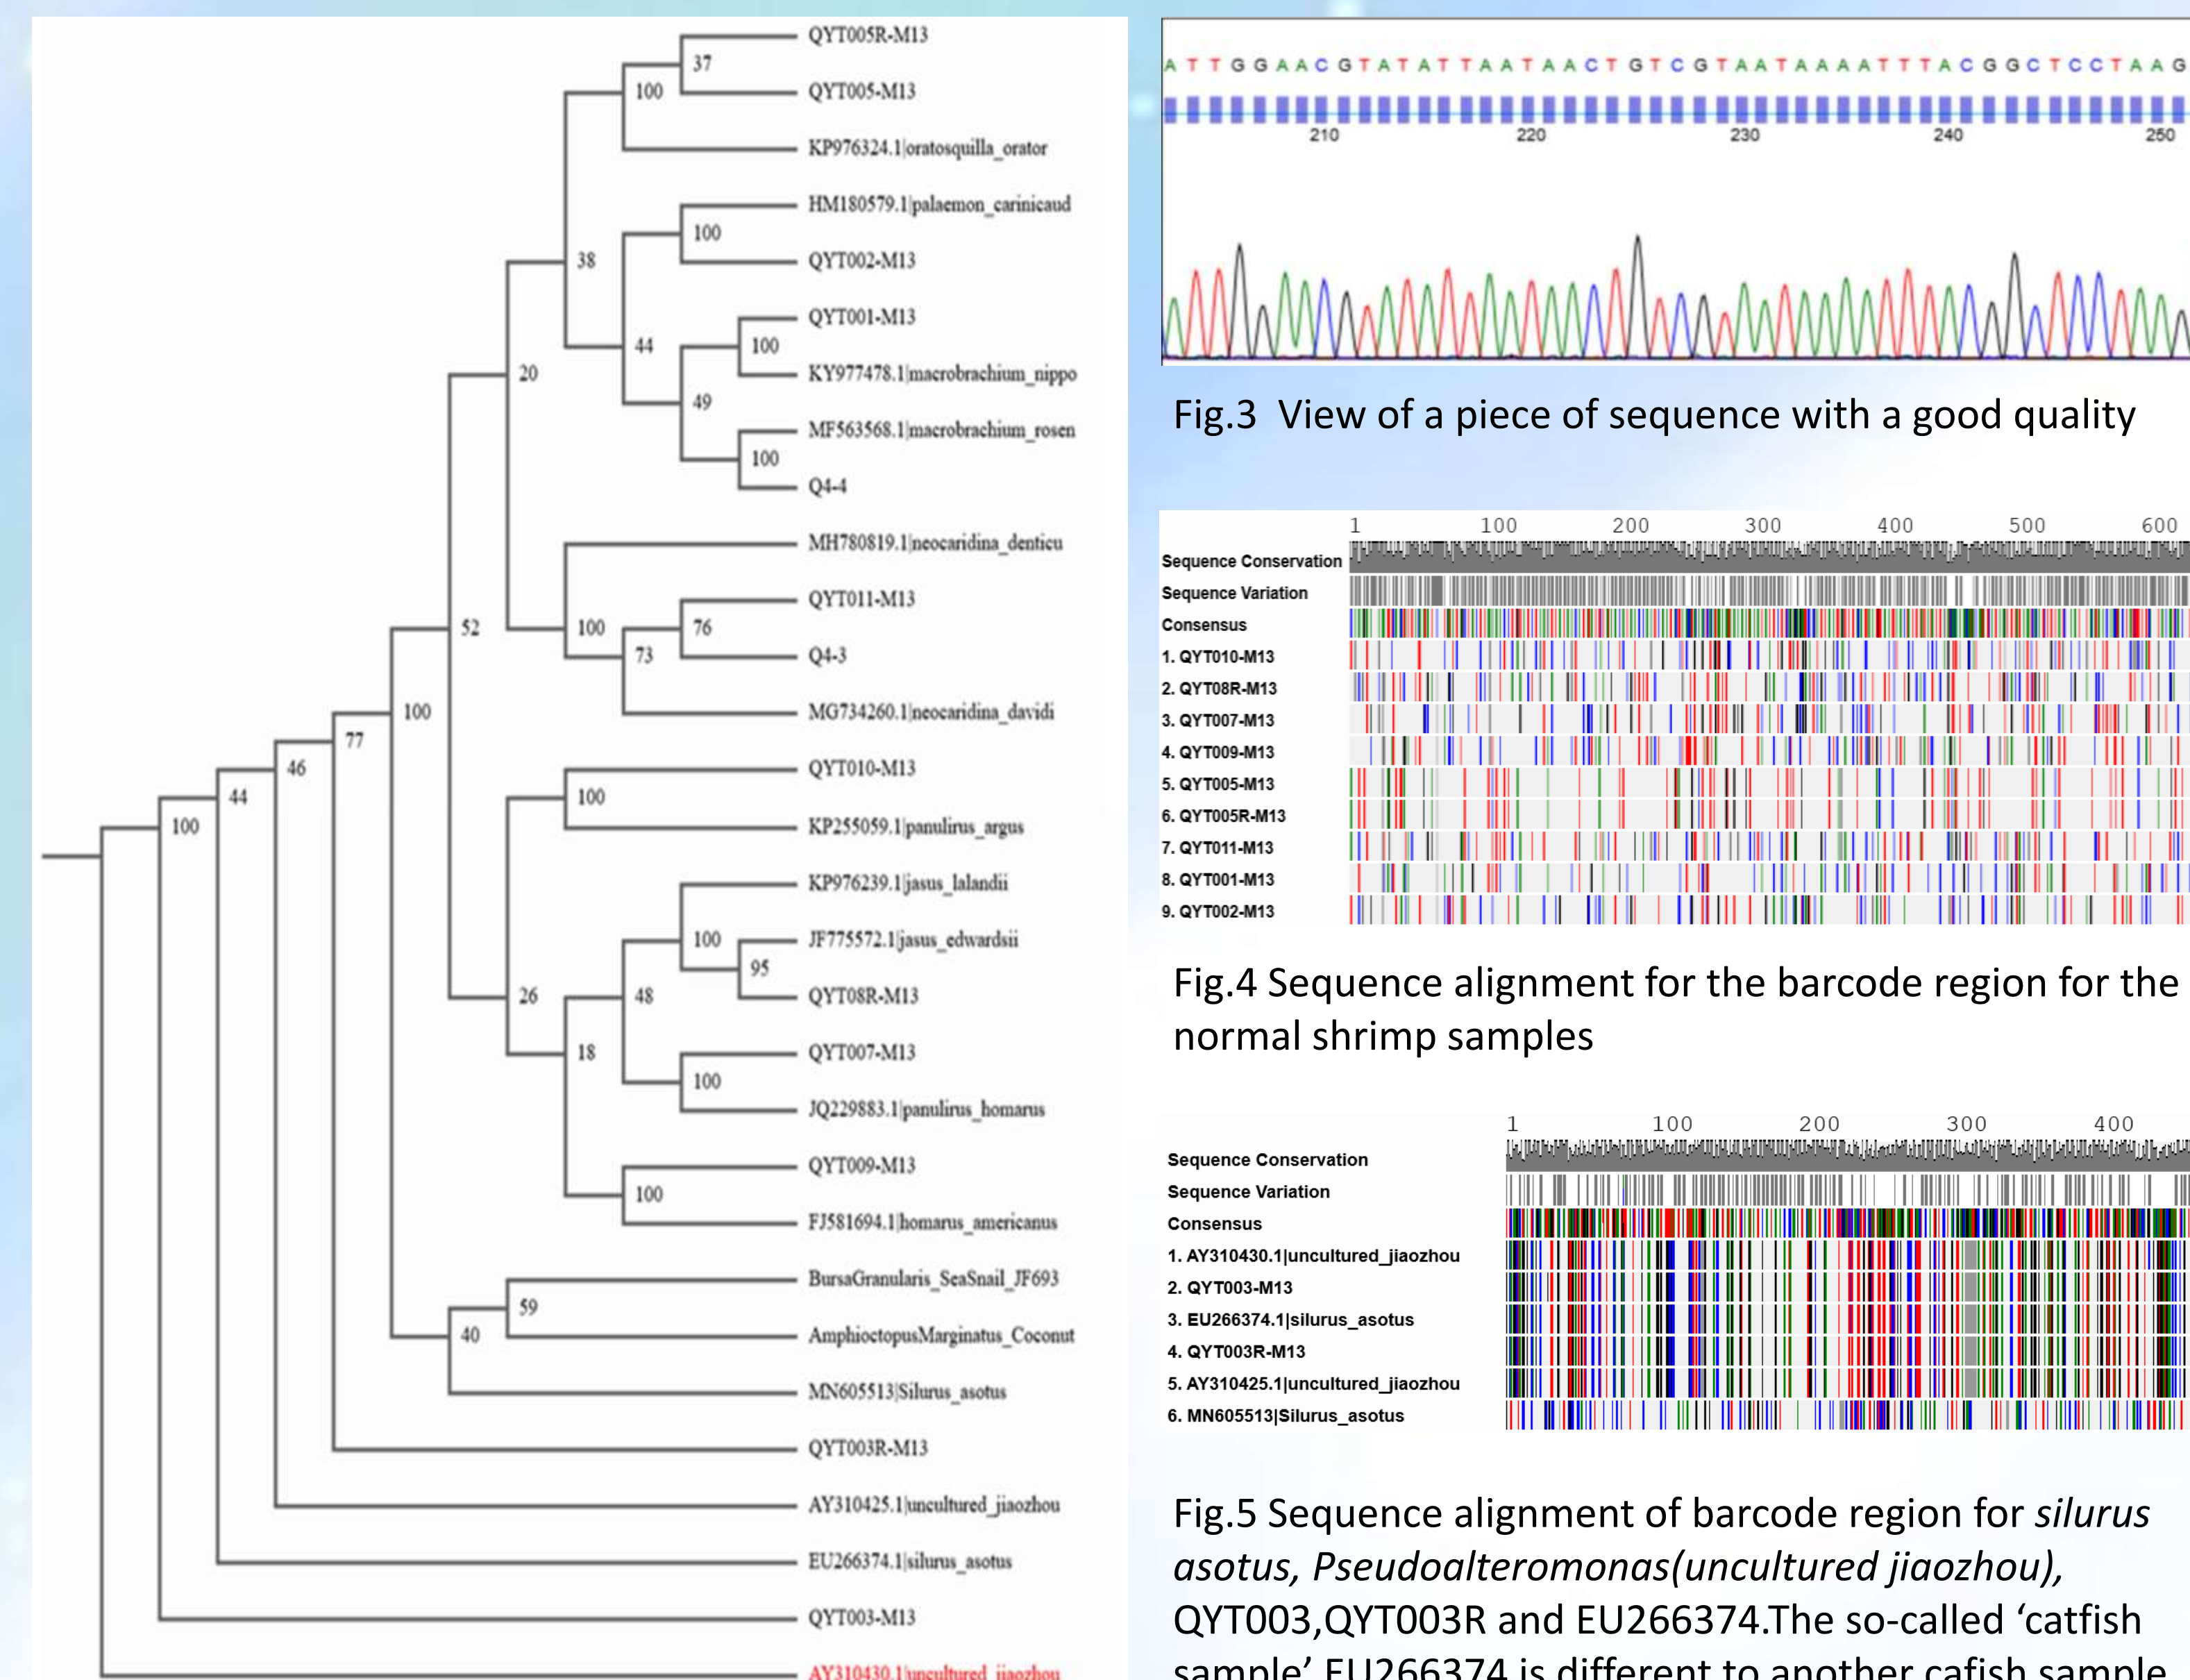 QYT005R-M13
37
100
QYT005-M13
KP976324.1|oratosquilla_orator
HM180579.1|palaemon_carinicaud
100
38
QYT002-M13
QYT001-M13
44
100
20
KY977478.1|macrobrachium_nippo
49
MF563568.1|macrobrachium_rosen
100
Q4-4
MH780819.1|neocaridina_denticu
QYT011-M13
52
100
76
73
Q4-3
100
MG734260.1|neocaridina_davidi
77
46
QYT010-M13
44
100
100
KP255059.1|panulirus_argus
KP976239.1|jasus_lalandii
100
JF775572.1|jasus_edwardsii
95
26
48
QYT08R-M13
18
QYT007-M13
100
JQ229883.1|panulirus_homarus
QYT009-M13
100
FJ581694.1|homarus_americanus
BursaGranularis_SeaSnail_JF693
59
40
AmphioctopusMarginatus_Coconut
MN605513|Silurus_asotus
QYT003R-M13
AY310425.1|uncultured_jiaozhou
EU266374.1|silurus_asotus
QYT003-M13
AY310430.1|uncultured_jiaozhou
A T T G G A A C G T A T A T T A A T A A C T G T C G T A A T A A A A T T T A C G G C T C C T A A G
210 220 230 240 250
Fig.3 View of a piece of sequence with a good quality
1 100 200 300 400 500 600
Sequence Conservation
Sequence Variation
Consensus
1. QYT010-M13
2. QYT08R-M13
3. QYT007-M13
4. QYT009-M13
5. QYT005-M13
6. QYT005R-M13
7. QYT011-M13
8. QYT001-M13
9. QYT002-M13
Fig.4 Sequence alignment for the barcode region for the
normal shrimp samples
1 100 200 300 400
Sequence Conservation
Sequence Variation
Consensus
1. AY310430.1|uncultured_jiaozhou
2. QYT003-M13
3. EU266374.1|silurus_asotus
4. QYT003R-M13
5. AY310425.1|uncultured_jiaozhou
6. MN605513|Silurus_asotus
Fig.5 Sequence alignment of barcode region for silurus
asotus, Pseudoalteromonas(uncultured jiaozhou),
QYT003,QYT003R and EU266374.The so-called ‘catfish
sample’ EU266374 is different to another cafish sample